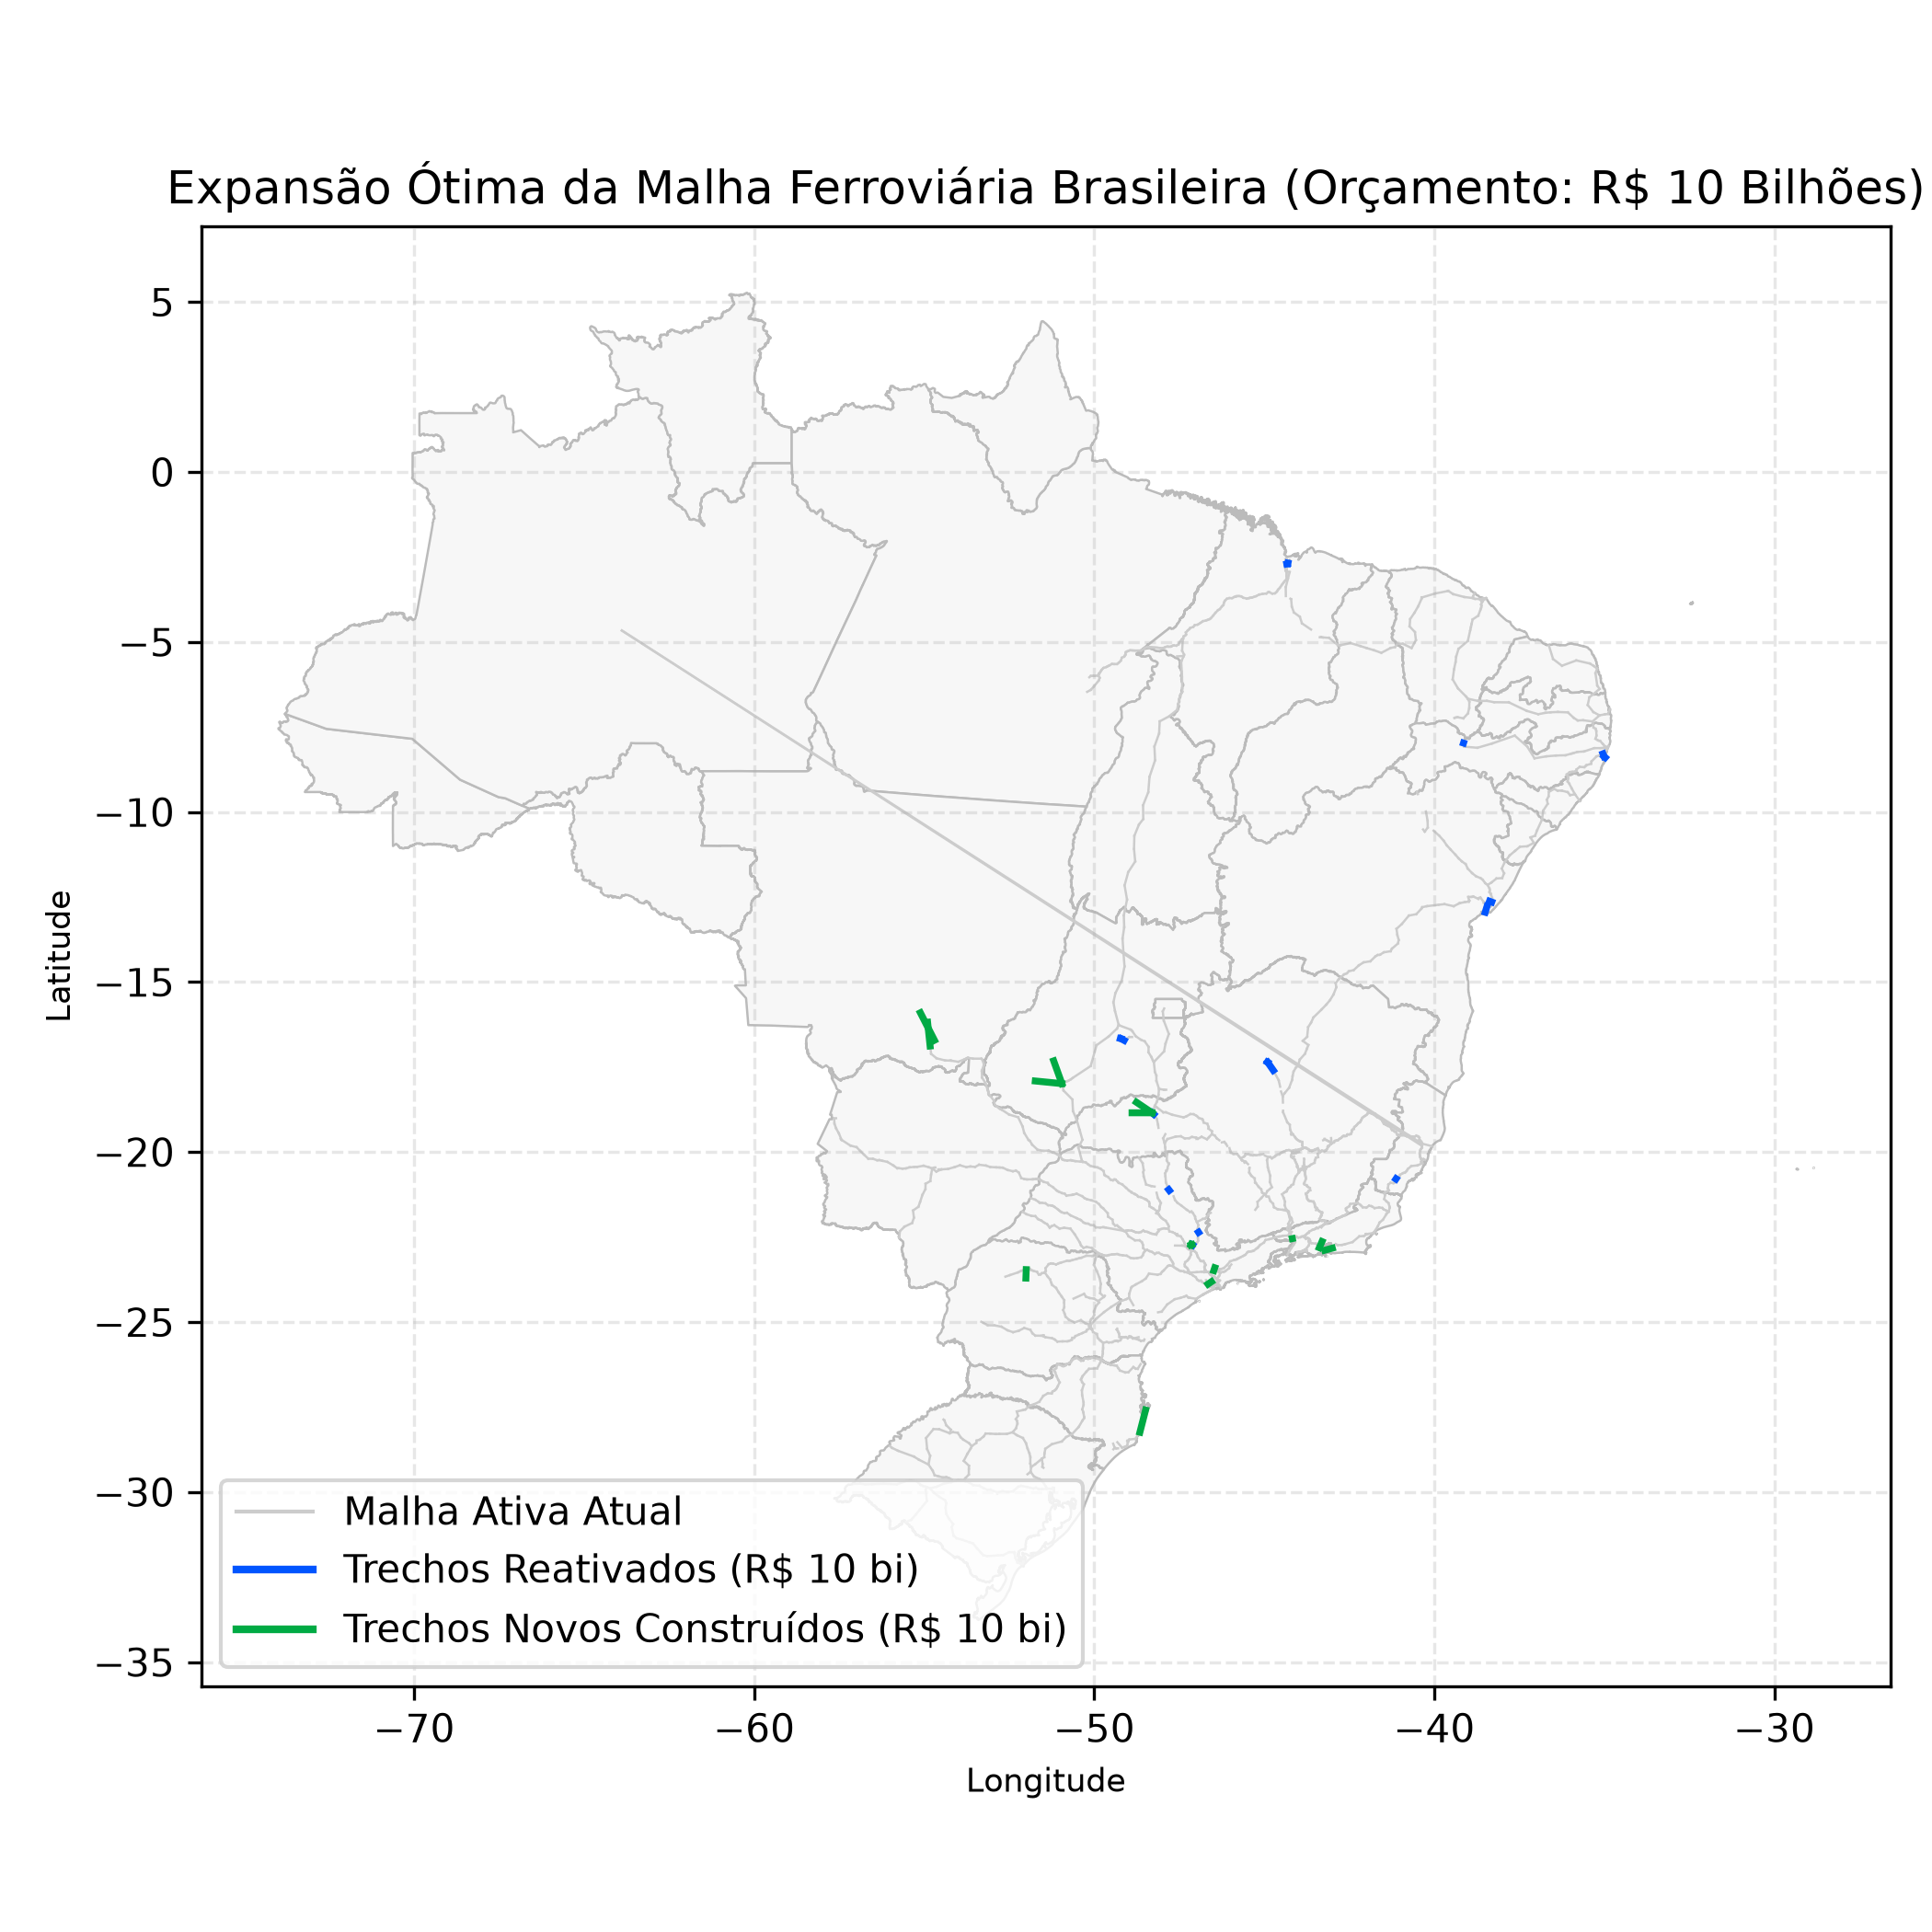 Expansão Ótima da Malha Ferroviária Brasileira (Orçamento: R$ 10 Bilhões)
5
0
−5
−10
−15
−20
−25
−30
−35
Latitude
Malha Ativa Atual
Trechos Reativados (R$ 10 bi)
Trechos Novos Construídos (R$ 10 bi)
−70 −60 −50 −40 −30
Longitude